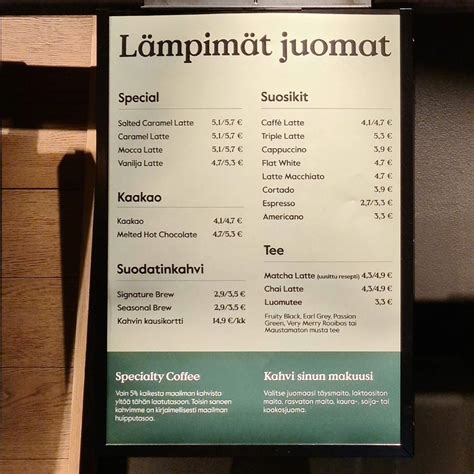 Lämpimät juomat
Special
Salted Caramel Latte 5,1/5,7 €
Caramel Latte 5,1/5,7 €
Mocca Latte 5,1/5,7 €
Vanilja Latte 4,7/5,3 €
Kaakao
Kaakao 4,1/4,7 €
Melted Hot Chocolate 4,7/5,3 €
Suodatinkahvi
Signature Brew 2,9/3,5 €
Seasonal Brew 2,9/3,5 €
Kahvin kausikortti 14,9 €/kk
Suosikit
Caffè Latte 4,1/4,7 €
Triple Latte 5,3 €
Cappuccino 3,9 €
Flat White 4,7 €
Latte Macchiato 4,7 €
Cortado 3,9 €
Espresso 2,7/3,3 €
Americano 3,3 €
Tee
Matcha Latte (uusittu resepti) 4,3/4,9 €
Chai Latte 4,3/4,9 €
Luomutee 3,3 €
Fruity Black, Earl Grey, Passion
Green, Very Merry Rooibos tai
Maustamaton musta tee
Specialty Coffee
Vain 5% kaikesta maailman kahvista
yltää tähän laatutasoon. Toisin sanoen
kahvimme on kirjaimellisesti maailman
huipputasoa.
Kahvi sinun makuusi
Valitse juomaasi täysmaito, laktoositon
maito, rasvaton maito, kaura-, soija- tai
kookosjuoma.